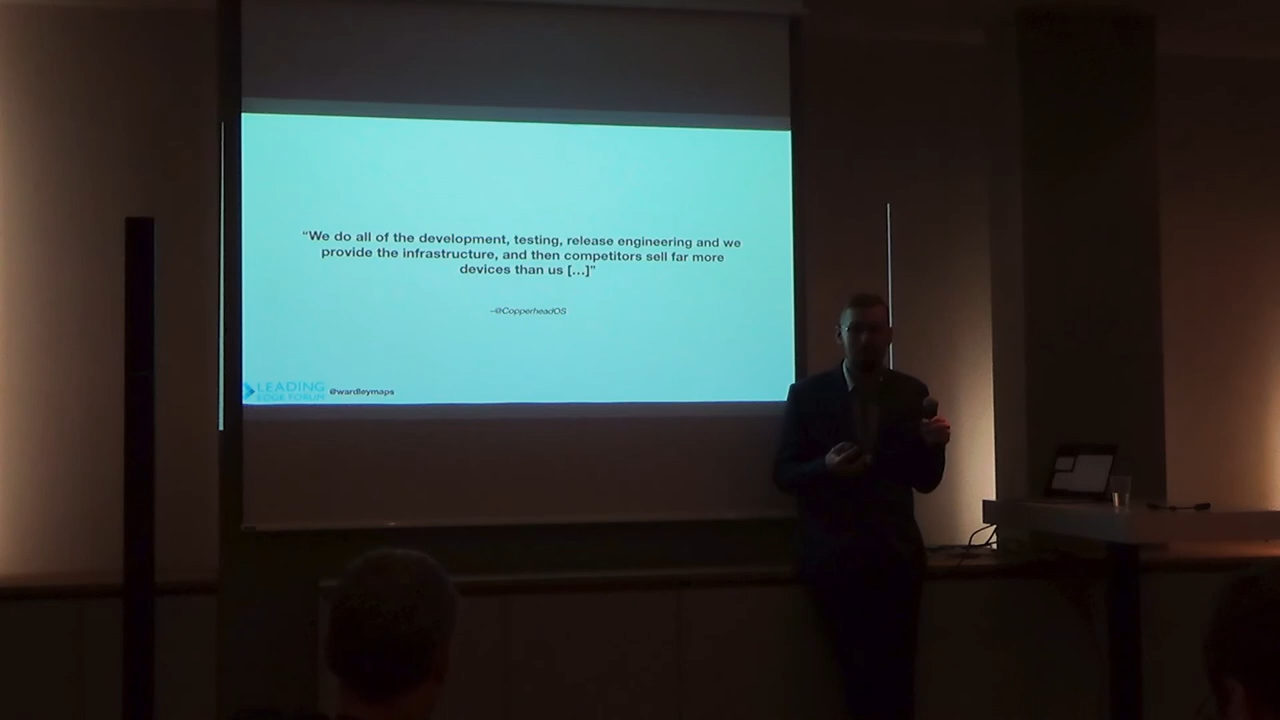 "We do all of the development, testing, release engineering and we
provide the infrastructure, and then competitors sell far more
devices than us [...]"
–@CopperheadOS
LEADING
EDGE FORUM
@wardleymaps